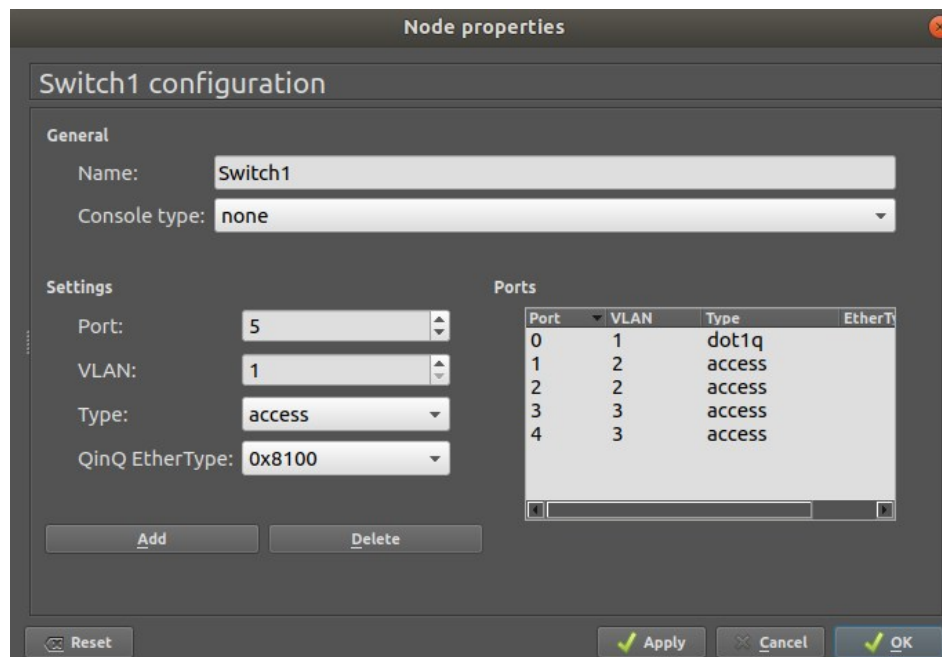 Node properties
Switch1 configuration
General
Name: Switch1
Console type: none
Settings
Port: 5
VLAN: 1
Type: access
QinQ EtherType: 0x8100
Add Delete
Ports
Port VLAN Type EtherTy
0 1 dot1q
1 2 access
2 2 access
3 3 access
4 3 access
Reset Apply Cancel OK